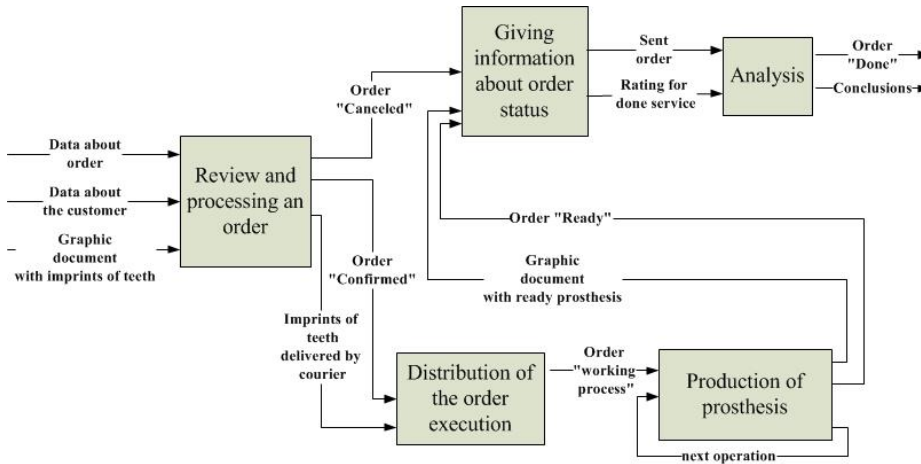 Data about
order
Data about
the customer
Graphic
document
with imprints of teeth
Review and
processing an
order
Order
"Canceled"
Order
"Confirmed"
Imprints of
teeth
delivered by
courier
Giving
information
about order
status
Sent
order
Rating for
done service
Analysis
Order
"Done"
Conclusions
Order "Ready"
Graphic
document
with ready prosthesis
Distribution of
the order
execution
Order
"working
process"
Production of
prosthesis
next operation